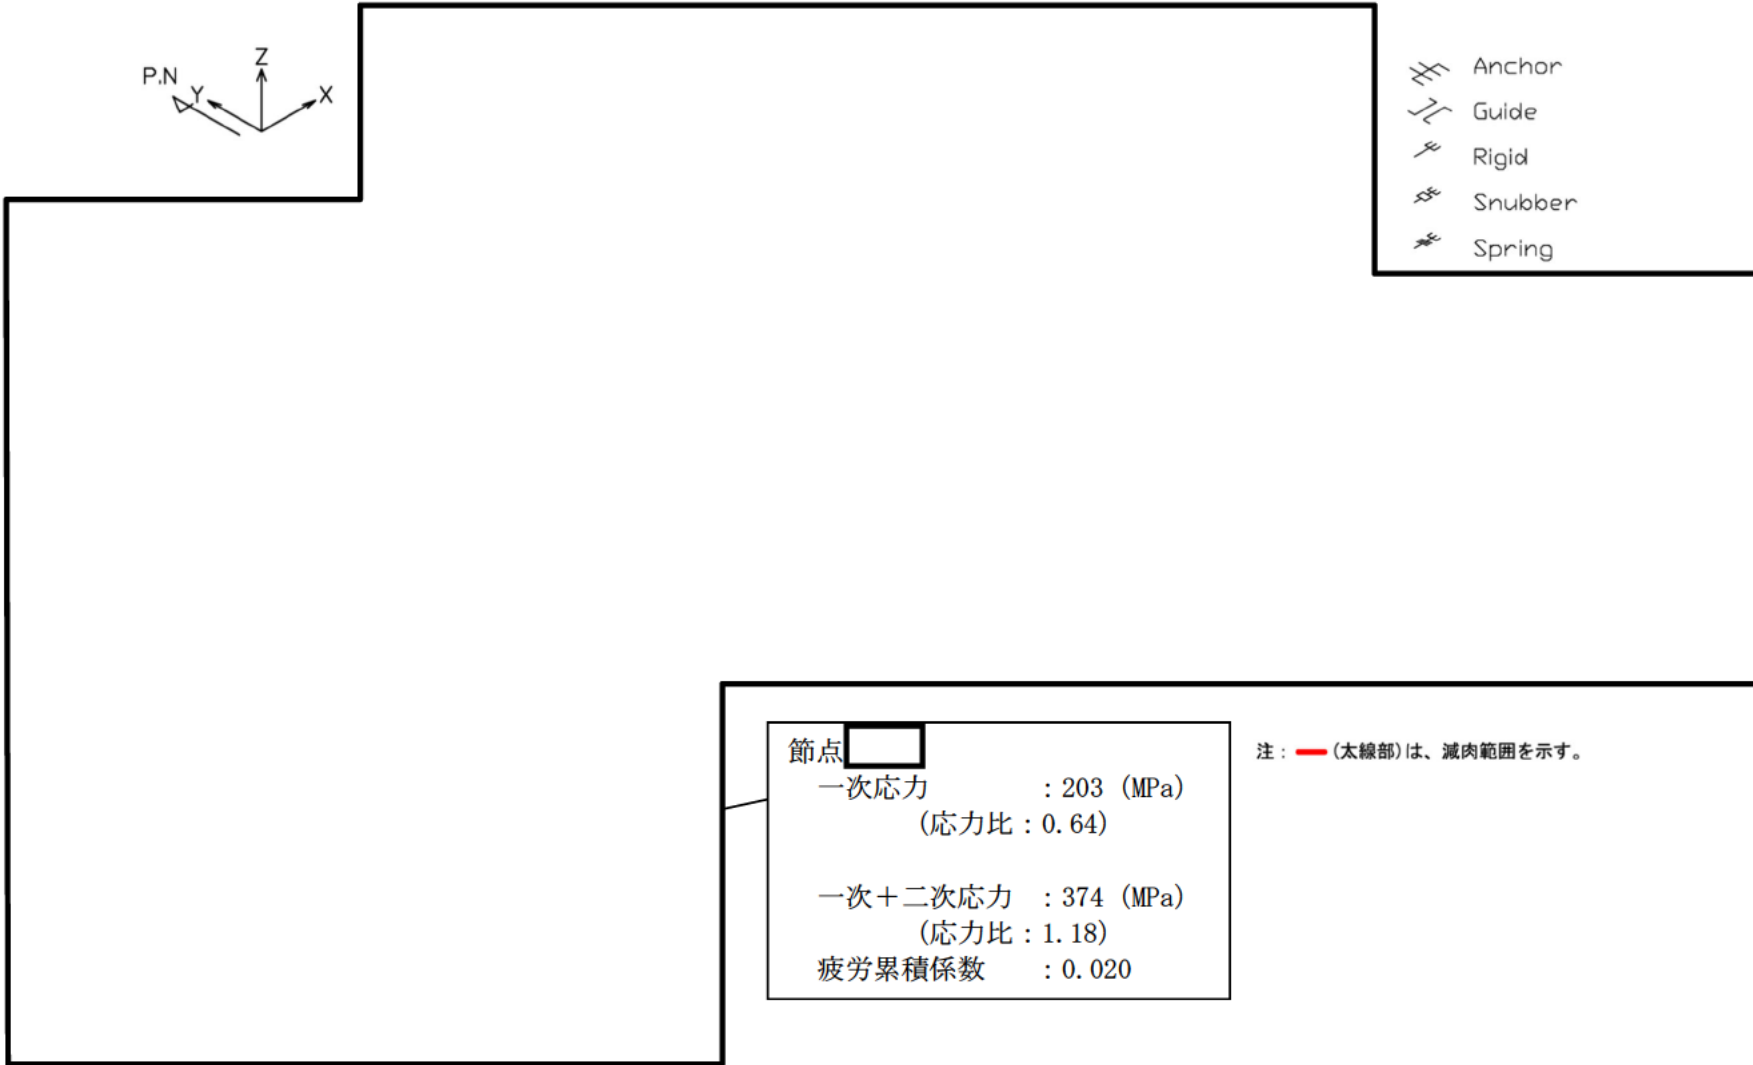 P.N
Y
Z
X
Anchor
Guide
Rigid
Snubber
Spring
節点
一次応力 : 203 (MPa)
(応力比 : 0.64)
一次+二次応力 : 374 (MPa)
(応力比 : 1.18)
疲労累積係数 : 0.020
注 : (太線部)は、減肉範囲を示す。